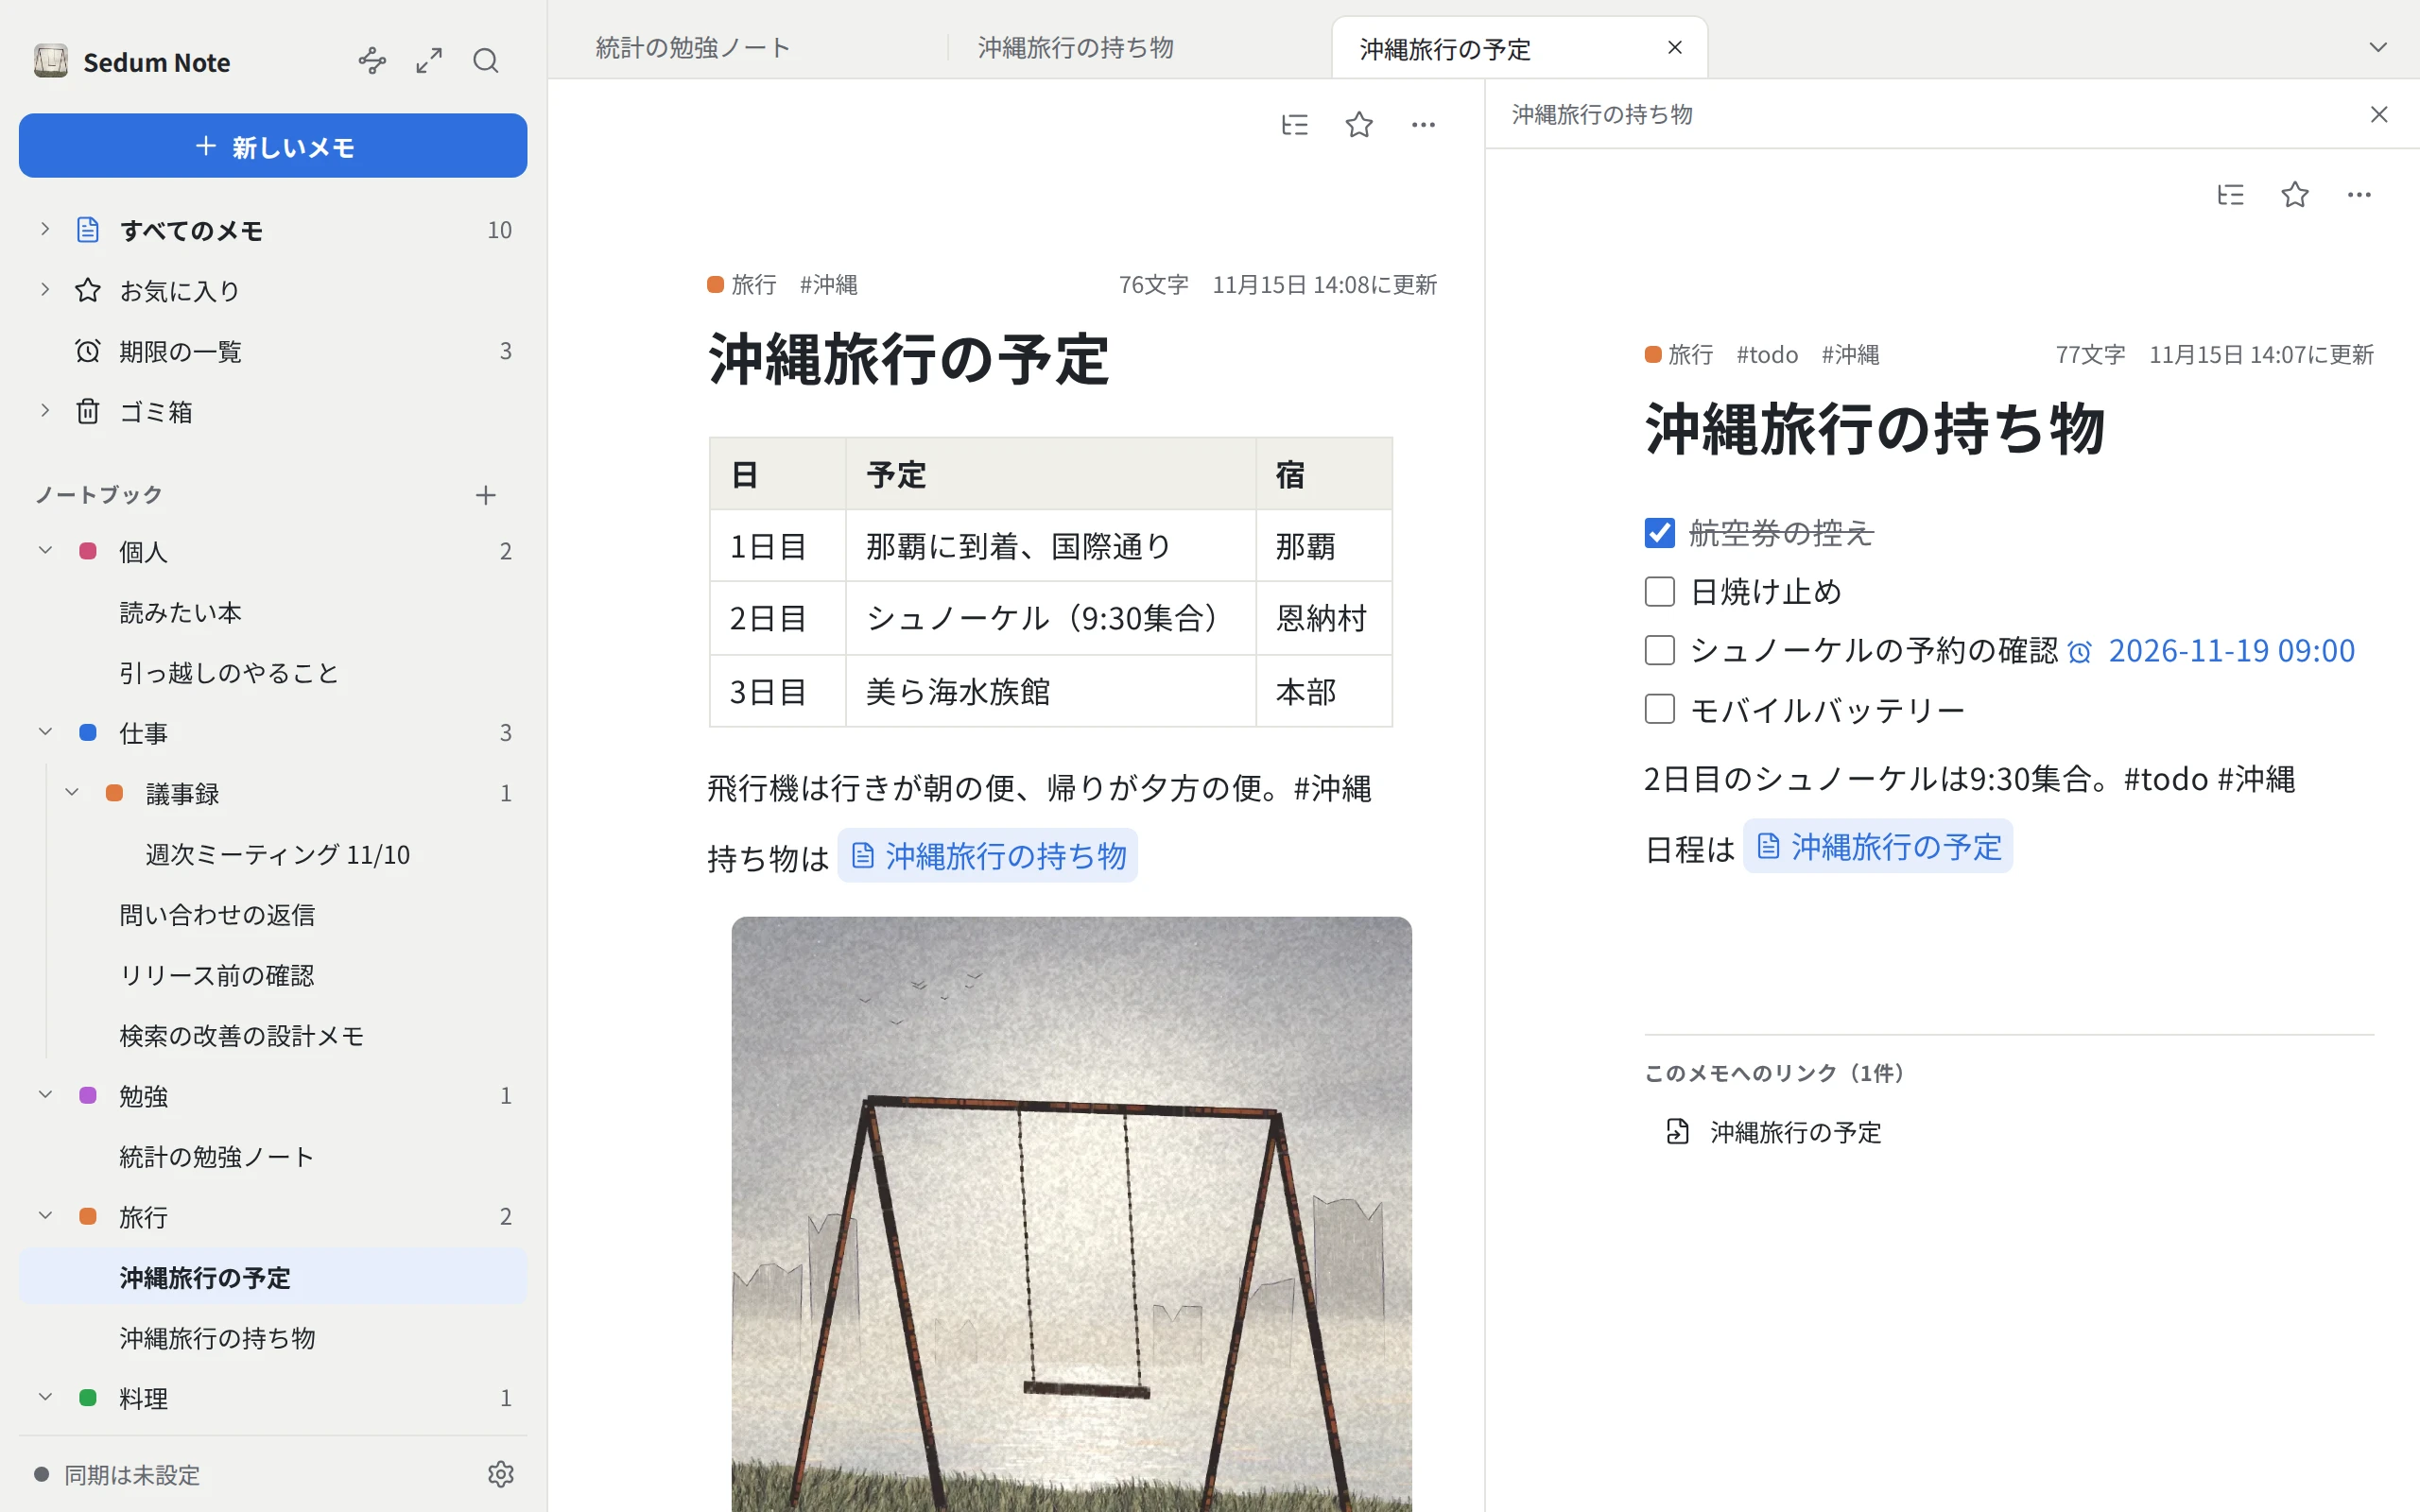 Sedum Note
新しいメモ
すべてのメモ 10
お気に入り
期限の一覧 3
ゴミ箱
ノートブック
個人 2
読みたい本
引っ越しのやること
仕事 3
議事録 1
週次ミーティング 11/10
問い合わせの返信
リリース前の確認
検索の改善の設計メモ
勉強 1
統計の勉強ノート
旅行 2
沖縄旅行の予定
沖縄旅行の持ち物
料理 1
同期は未設定
統計の勉強ノート 沖縄旅行の持ち物 沖縄旅行の予定
旅行 #沖縄 76文字 11月15日 14:08に更新
沖縄旅行の予定
日 予定 宿
1日目 那覇に到着、国際通り 那覇
2日目 シュノーケル（9:30集合） 恩納村
3日目 美ら海水族館 本部
飛行機は行きが朝の便、帰りが夕方の便。#沖縄
持ち物は 沖縄旅行の持ち物
沖縄旅行の持ち物
旅行 #todo #沖縄 77文字 11月15日 14:07に更新
沖縄旅行の持ち物
航空券の控え
日焼け止め
シュノーケルの予約の確認 2026-11-19 09:00
モバイルバッテリー
2日目のシュノーケルは9:30集合。#todo #沖縄
日程は 沖縄旅行の予定
このメモへのリンク（1件）
沖縄旅行の予定